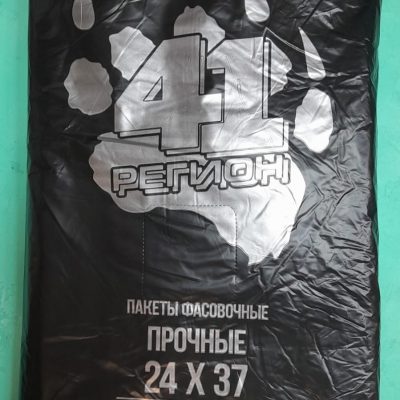 41
РЕГИОН
ПАКЕТЫ ФАСОВОЧНЫЕ
ПРОЧНЫЕ
24 X 37